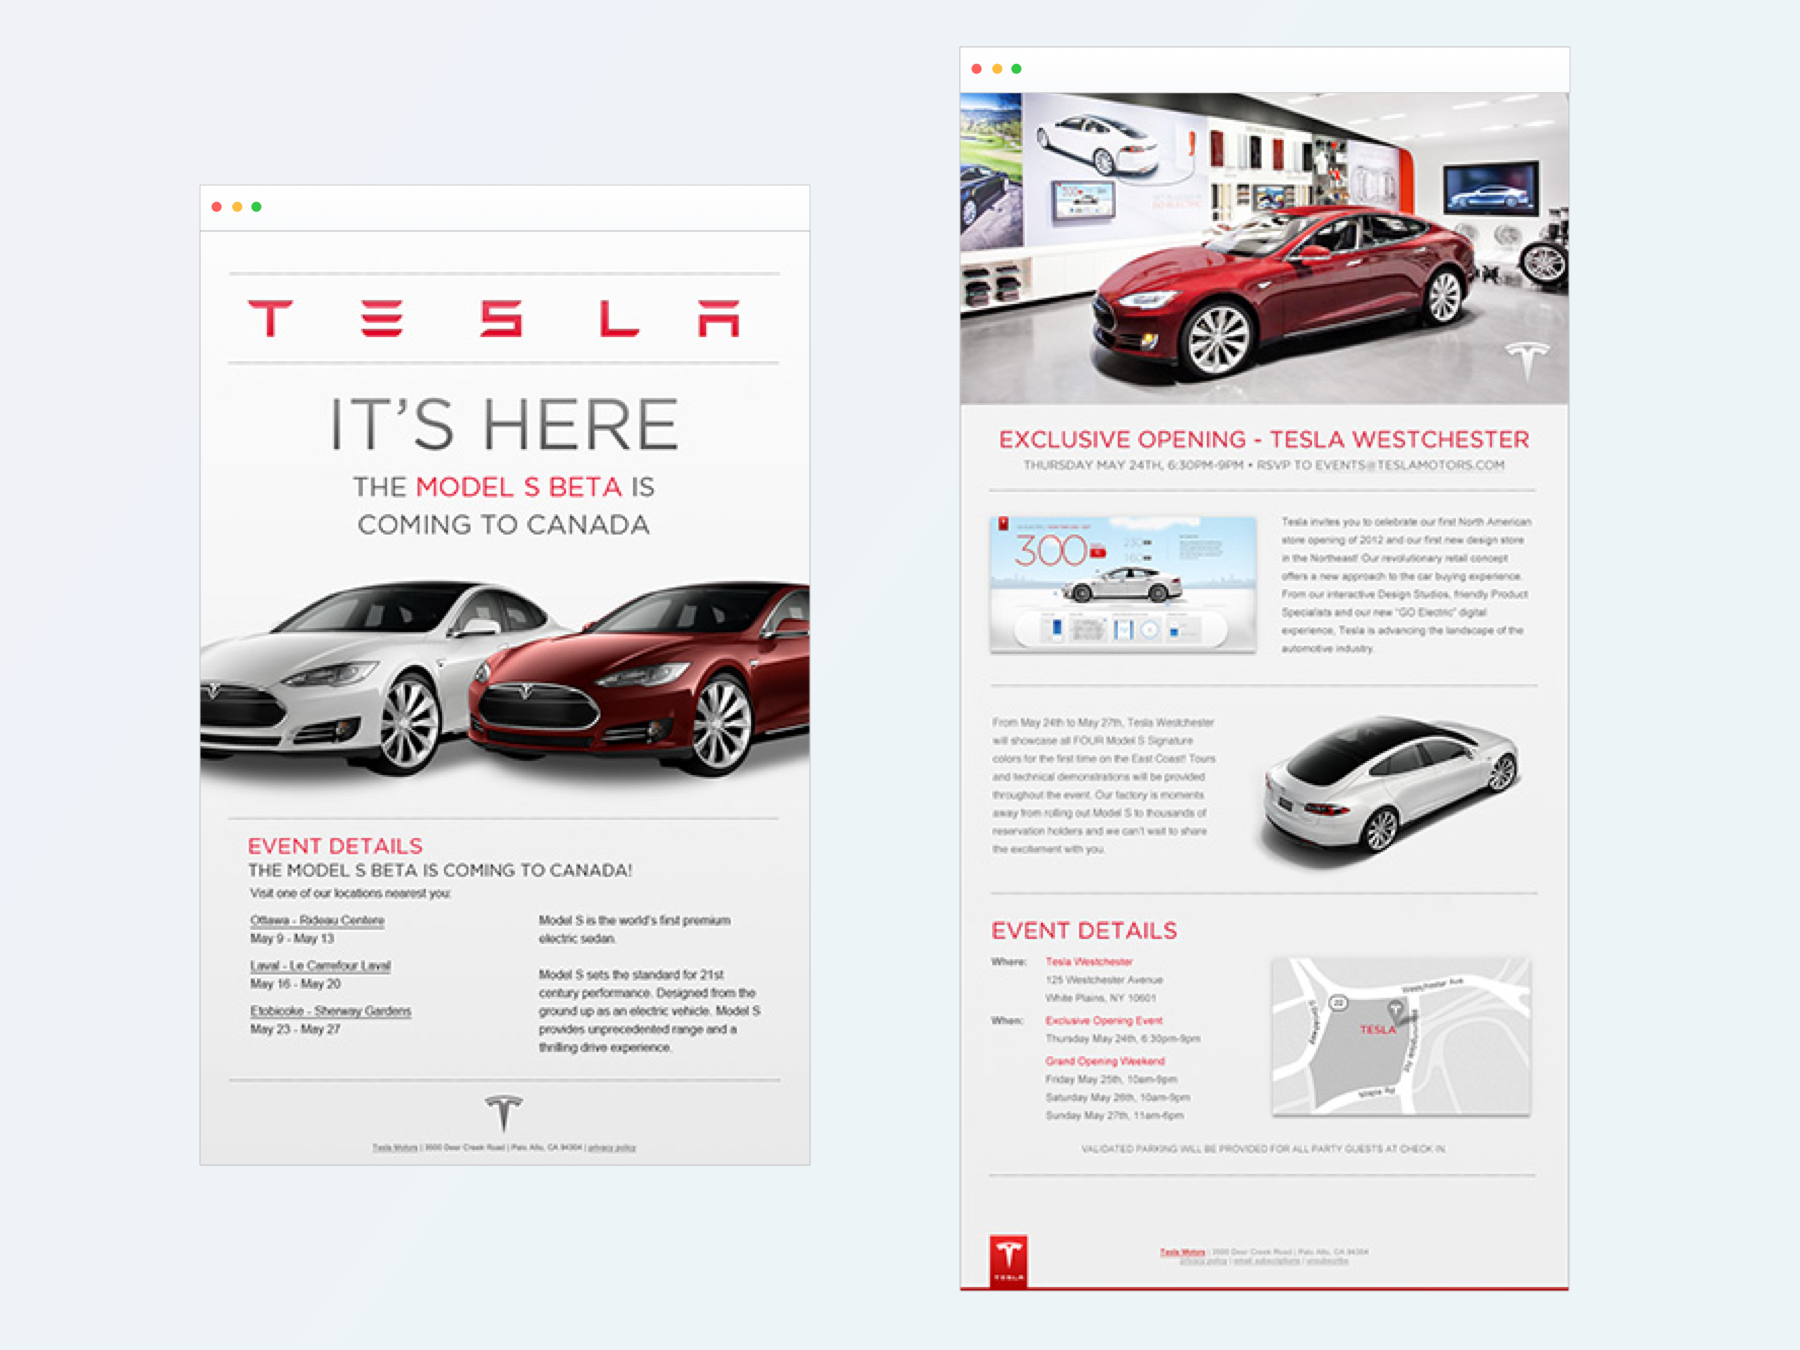 TESLA
IT'S HERE
THE MODEL S BETA IS
COMING TO CANADA
EVENT DETAILS
THE MODEL S BETA IS COMING TO CANADA!
Visit one of our locations nearest you:
Ottawa - Rideau Centere
May 9 - May 13
Laval - Le Carrefour Laval
May 16 - May 20
Etobicoke - Sherway Gardens
May 23 - May 27
Model S is the world's first premium
electric sedan.
Model S sets the standard for 21st
century performance. Designed from the
ground up as an electric vehicle. Model S
provides unprecedented range and a
thrilling drive experience.
Tesla Motors | 3500 Deer Creek Road | Palo Alto, CA 94304 | privacy policy
EXCLUSIVE OPENING - TESLA WESTCHESTER
THURSDAY MAY 24TH, 6:30PM-9PM • RSVP TO EVENTS@TESLAMOTORS.COM
300
230
160
Tesla invites you to celebrate our first North American
store opening of 2012 and our first new design store
in the Northeast! Our revolutionary retail concept
offers a new approach to the car buying experience.
From our interactive Design Studios, friendly Product
Specialists and our new "GO Electric" digital
experience, Tesla is advancing the landscape of the
automotive industry.
From May 24th to May 27th, Tesla Westchester
will showcase all FOUR Model S Signature
colors for the first time on the East Coast! Tours
and technical demonstrations will be provided
throughout the event. Our factory is moments
away from rolling out Model S to thousands of
reservation holders and we can't wait to share
the excitement with you.
EVENT DETAILS
Where: Tesla Westchester
125 Westchester Avenue
White Plains, NY 10601
When: Exclusive Opening Event
Thursday May 24th, 6:30pm-9pm
Grand Opening Weekend
Friday May 25th, 10am-9pm
Saturday May 26th, 10am-9pm
Sunday May 27th, 11am-6pm
Westchester Ave
22
TESLA
Maple Rd
VALIDATED PARKING WILL BE PROVIDED FOR ALL PARTY GUESTS AT CHECK IN.
TESLA
Tesla Motors | 3500 Deer Creek Road | Palo Alto, CA 94304
privacy policy | email subscriptions | unsubscribe